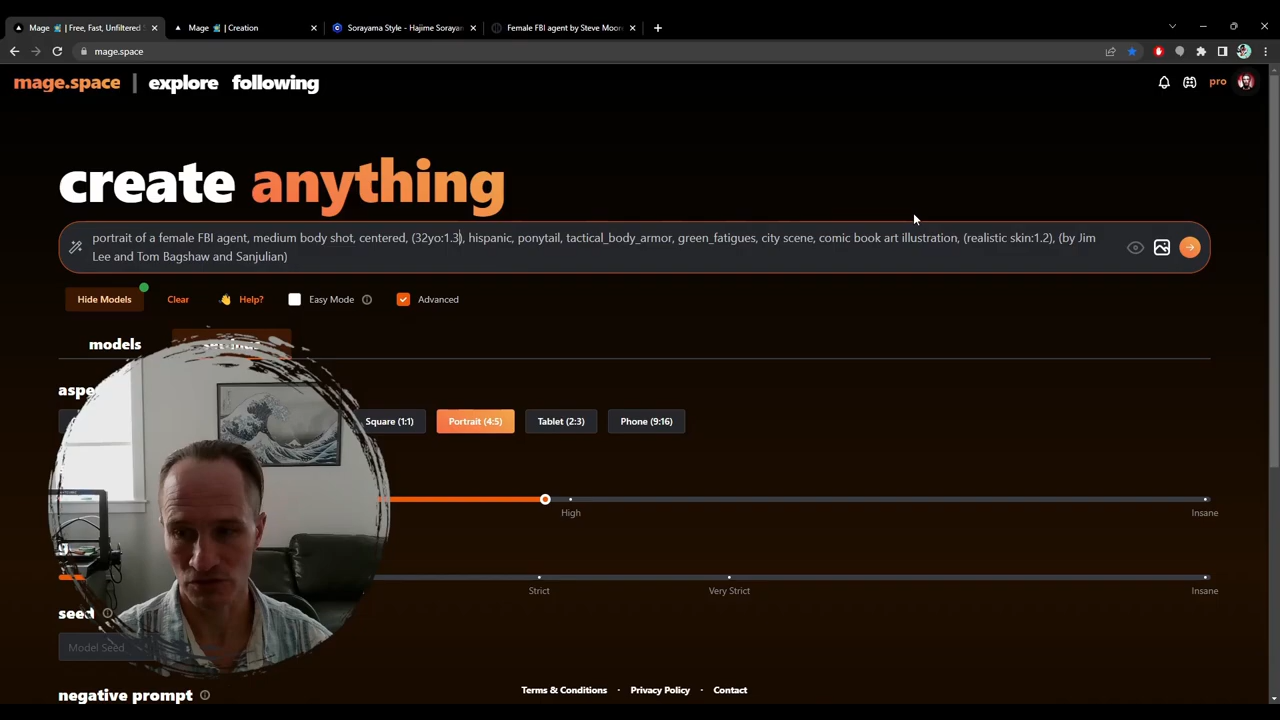 Mage | Free, Fast, Unfiltered
Mage | Creation
Sorayama Style - Hajime Sorayam
Female FBI agent by Steve Moore
mage.space
mage.space | explore following
pro
create anything
portrait of a female FBI agent, medium body shot, centered, (32yo:1.3), hispanic, ponytail, tactical_body_armor, green_fatigues, city scene, comic book art illustration, (realistic skin:1.2), (by Jim
Lee and Tom Bagshaw and Sanjulian)
Hide Models Clear Help? Easy Mode Advanced
models
aspe
Square (1:1) Portrait (4:5) Tablet (2:3) Phone (9:16)
High Insane
g
Strict Very Strict Insane
seed
Model Seed
negative prompt
Terms & Conditions · Privacy Policy · Contact